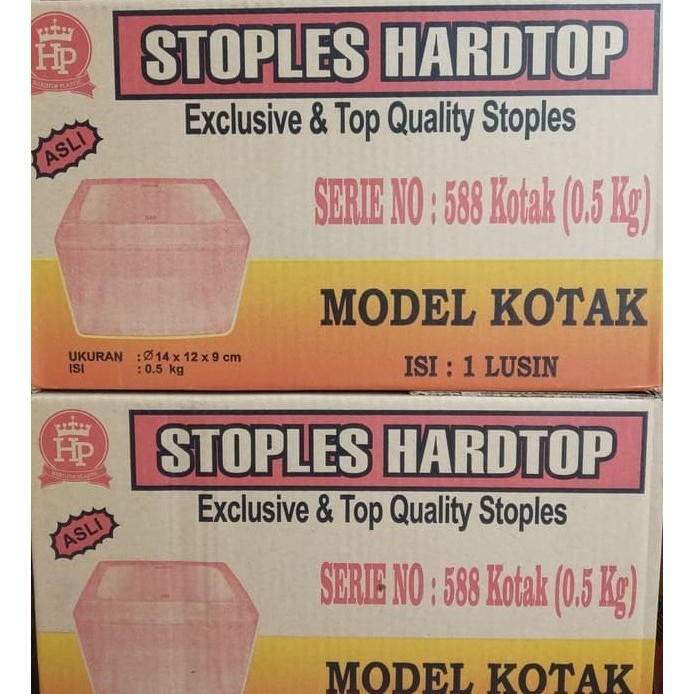 HP
STOPLES HARDTOP
Exclusive & Top Quality Stoples
ASLI
SERIE NO : 588 Kotak (0.5 Kg)
MODEL KOTAK
UKURAN : Ø 14 x 12 x 9 cm
ISI : 0.5 kg
ISI : 1 LUSIN
HP
STOPLES HARDTOP
Exclusive & Top Quality Stoples
ASLI
SERIE NO : 588 Kotak (0.5 Kg)
MODEL KOTAK